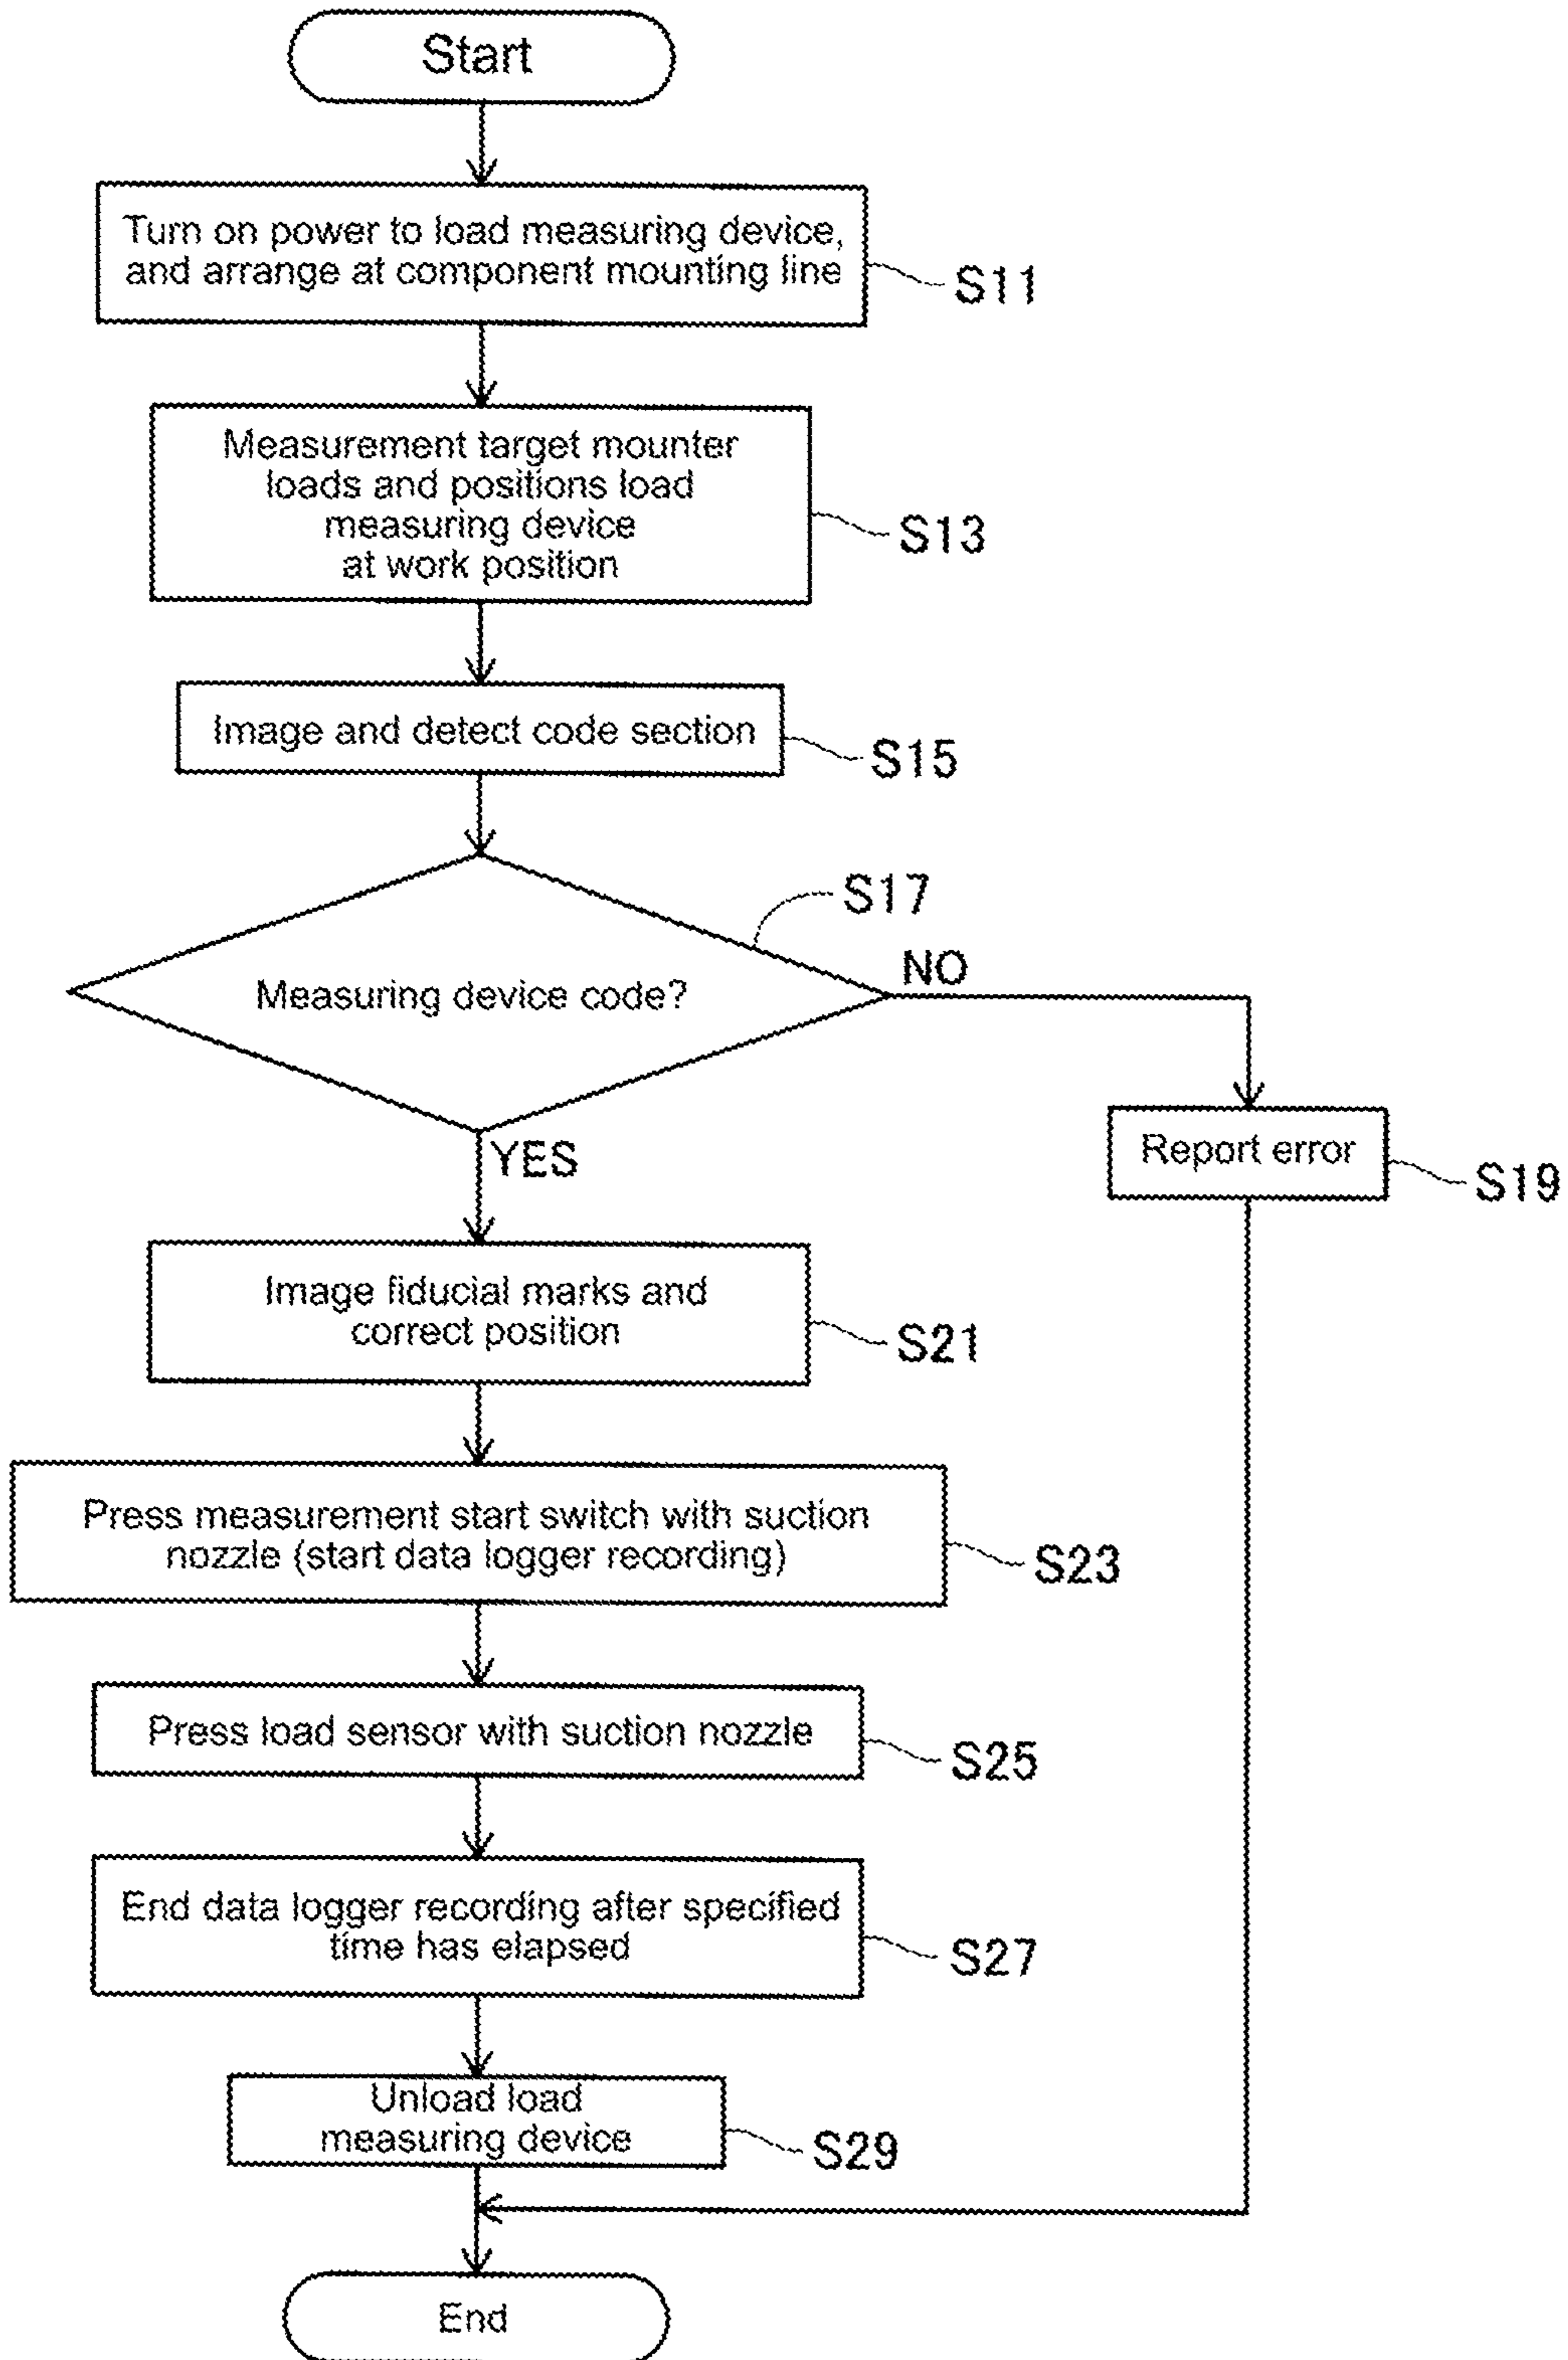 Start
Turn on power to load measuring device,
and arrange at component mounting line
S11
Measurement target mounter
loads and positions load
measuring device
at work position
S13
Image and detect code section
S15
S17
Measuring device code?
NO
YES
Report error
S19
Image fiducial marks and
correct position
S21
Press measurement start switch with suction
nozzle (start data logger recording)
S23
Press load sensor with suction nozzle
S25
End data logger recording after specified
time has elapsed
S27
Unload load
measuring device
S29
End